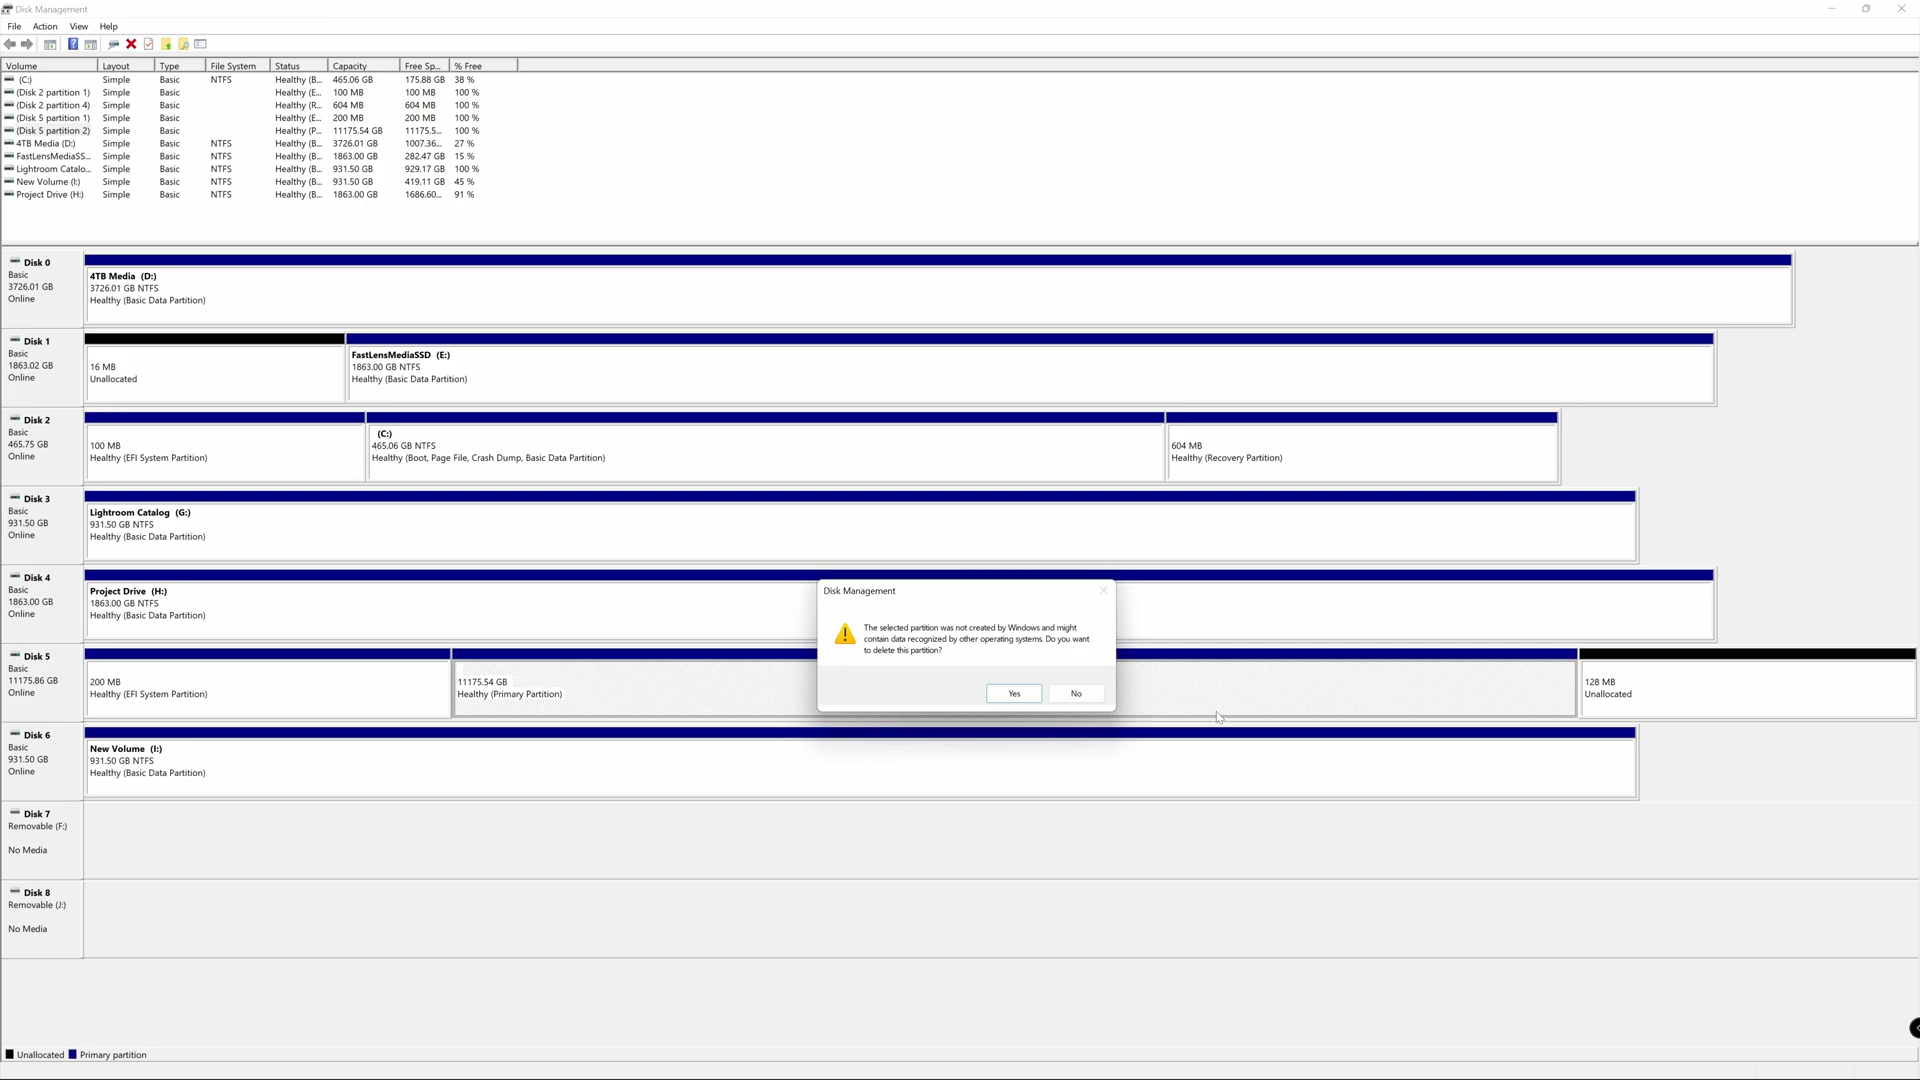 Disk Management
File Action View Help
Volume Layout Type File System Status Capacity Free Sp... % Free
(C:) Simple Basic NTFS Healthy (B... 465.06 GB 175.88 GB 38 %
(Disk 2 partition 1) Simple Basic Healthy (E... 100 MB 100 MB 100 %
(Disk 2 partition 4) Simple Basic Healthy (R... 604 MB 604 MB 100 %
(Disk 5 partition 1) Simple Basic Healthy (E... 200 MB 200 MB 100 %
(Disk 5 partition 2) Simple Basic Healthy (P... 11175.54 GB 11175.5... 100 %
4TB Media (D:) Simple Basic NTFS Healthy (B... 3726.01 GB 1007.36... 27 %
FastLensMediaSS... Simple Basic NTFS Healthy (B... 1863.00 GB 282.47 GB 15 %
Lightroom Catalo... Simple Basic NTFS Healthy (B... 931.50 GB 929.17 GB 100 %
New Volume (I:) Simple Basic NTFS Healthy (B... 931.50 GB 419.11 GB 45 %
Project Drive (H:) Simple Basic NTFS Healthy (B... 1863.00 GB 1686.60... 91 %
Disk 0
Basic
3726.01 GB
Online
4TB Media (D:)
3726.01 GB NTFS
Healthy (Basic Data Partition)
Disk 1
Basic
1863.02 GB
Online
16 MB
Unallocated
FastLensMediaSSD (E:)
1863.00 GB NTFS
Healthy (Basic Data Partition)
Disk 2
Basic
465.75 GB
Online
100 MB
Healthy (EFI System Partition)
(C:)
465.06 GB NTFS
Healthy (Boot, Page File, Crash Dump, Basic Data Partition)
604 MB
Healthy (Recovery Partition)
Disk 3
Basic
931.50 GB
Online
Lightroom Catalog (G:)
931.50 GB NTFS
Healthy (Basic Data Partition)
Disk 4
Basic
1863.00 GB
Online
Project Drive (H:)
1863.00 GB NTFS
Healthy (Basic Data Partition)
Disk Management
The selected partition was not created by Windows and might
contain data recognized by other operating systems. Do you want
to delete this partition?
Yes No
Disk 5
Basic
11175.86 GB
Online
200 MB
Healthy (EFI System Partition)
11175.54 GB
Healthy (Primary Partition)
128 MB
Unallocated
Disk 6
Basic
931.50 GB
Online
New Volume (I:)
931.50 GB NTFS
Healthy (Basic Data Partition)
Disk 7
Removable (F:)
No Media
Disk 8
Removable (J:)
No Media
Unallocated Primary partition